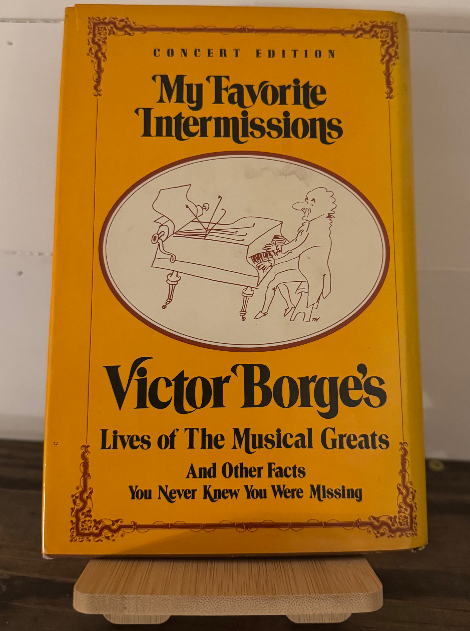 CONCERT EDITION
My Favorite
Intermissions
Victor Borge's
Lives of The Musical Greats
And Other Facts
You Never Knew You Were Missing